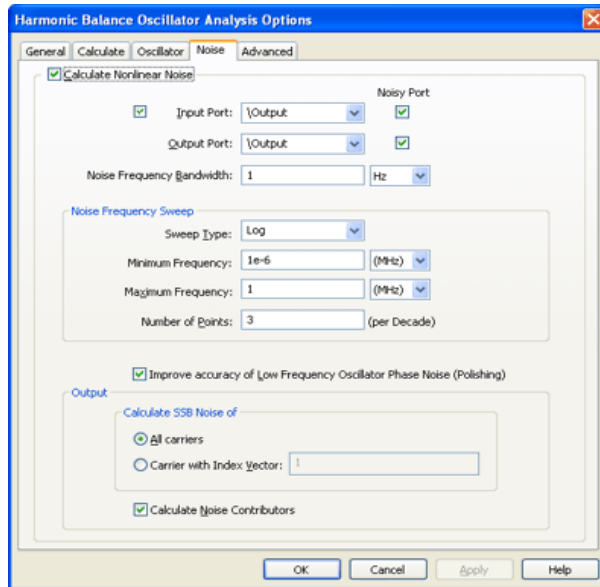 Harmonic Balance Oscillator Analysis Options
General Calculate Oscillator Noise Advanced
Calculate Nonlinear Noise
Noisy Port
Input Port: \Output
Output Port: \Output
Noise Frequency Bandwidth: 1 Hz
Noise Frequency Sweep
Sweep Type: Log
Minimum Frequency: 1e-6 (MHz)
Maximum Frequency: 1 (MHz)
Number of Points: 3 (per Decade)
Improve accuracy of Low Frequency Oscillator Phase Noise (Polishing)
Output
Calculate SSB Noise of
All carriers
Carrier with Index Vector: 1
Calculate Noise Contributors
OK Cancel Apply Help